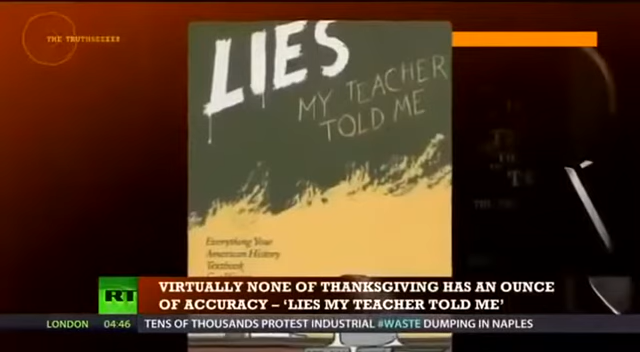 THE TRUTHSEEKER
LIES
MY TEACHER
TOLD ME
Everything Your
American History
Textbook
RT
VIRTUALLY NONE OF THANKSGIVING HAS AN OUNCE
OF ACCURACY – ‘LIES MY TEACHER TOLD ME’
LONDON 04:46 TENS OF THOUSANDS PROTEST INDUSTRIAL #WASTE DUMPING IN NAPLES